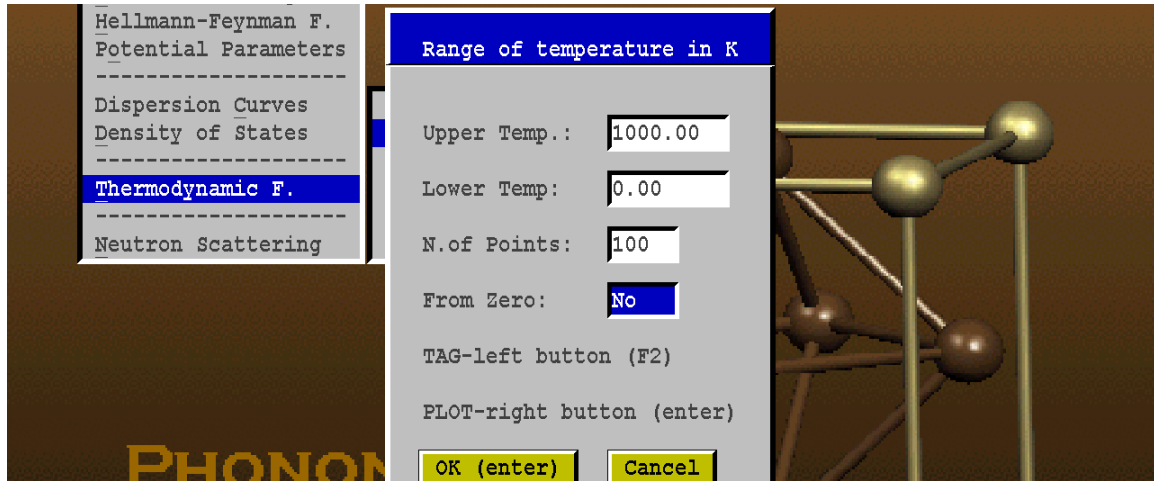 Hellmann-Feynman F.
Potential Parameters
--------------------
Dispersion Curves
Density of States
--------------------
Thermodynamic F.
--------------------
Neutron Scattering
Range of temperature in K
Upper Temp.: 1000.00
Lower Temp: 0.00
N.of Points: 100
From Zero: No
TAG-left button (F2)
PLOT-right button (enter)
OK (enter) Cancel
PHONON